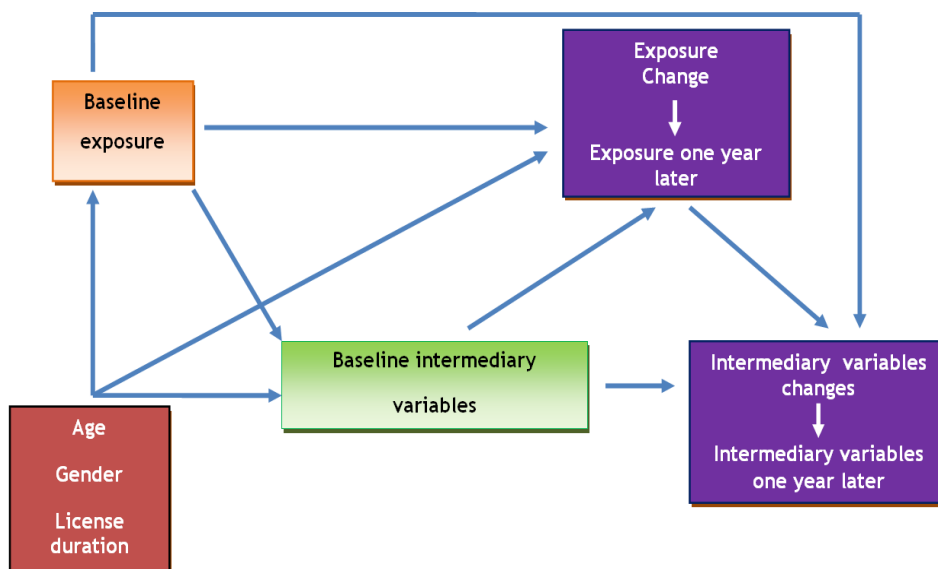 Baseline
exposure
Exposure
Change
Exposure one year
later
Baseline intermediary
variables
Intermediary variables
changes
Intermediary variables
one year later
Age
Gender
License
duration